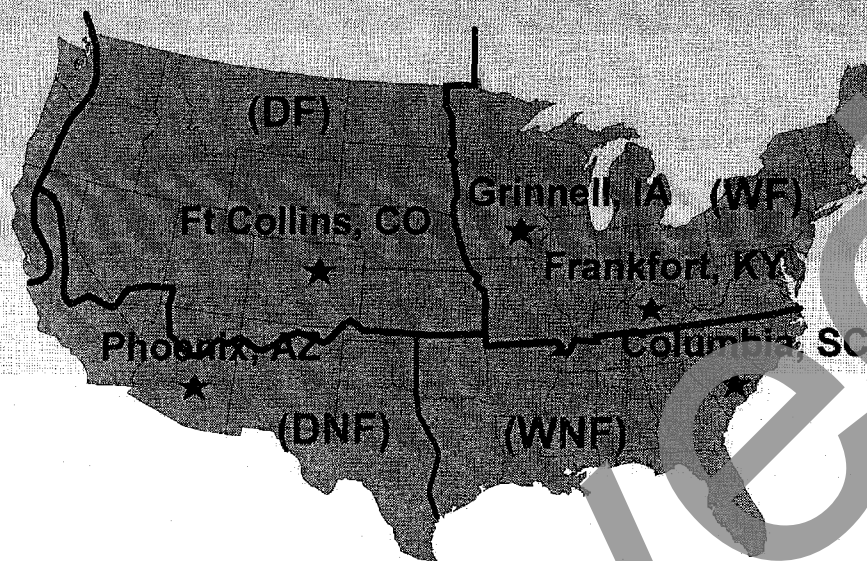 (DF)
Grinnell, IA
(WF)
Ft Collins, CO
Frankfort, KY
Phoenix, AZ
Columbia, SC
(DNF)
(WNF)